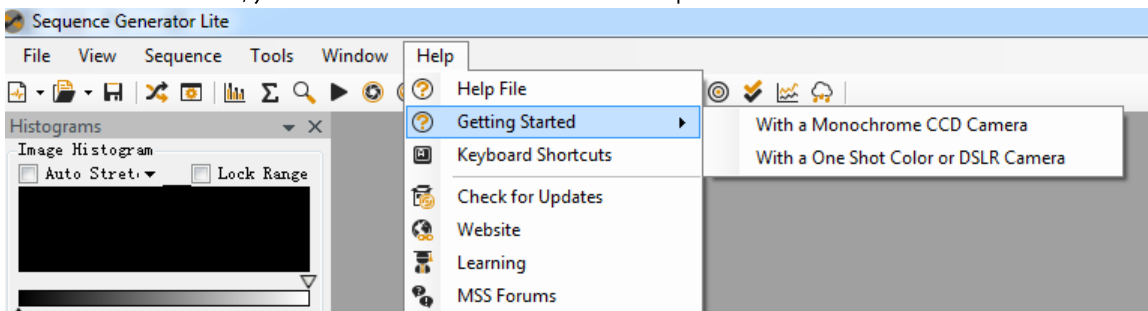 Sequence Generator Lite
File View Sequence Tools Window Help
Help File
Histograms
Getting Started
With a Monochrome CCD Camera
Image Histogram
Keyboard Shortcuts
With a One Shot Color or DSLR Camera
Auto Stret
Lock Range
Check for Updates
Website
Learning
MSS Forums